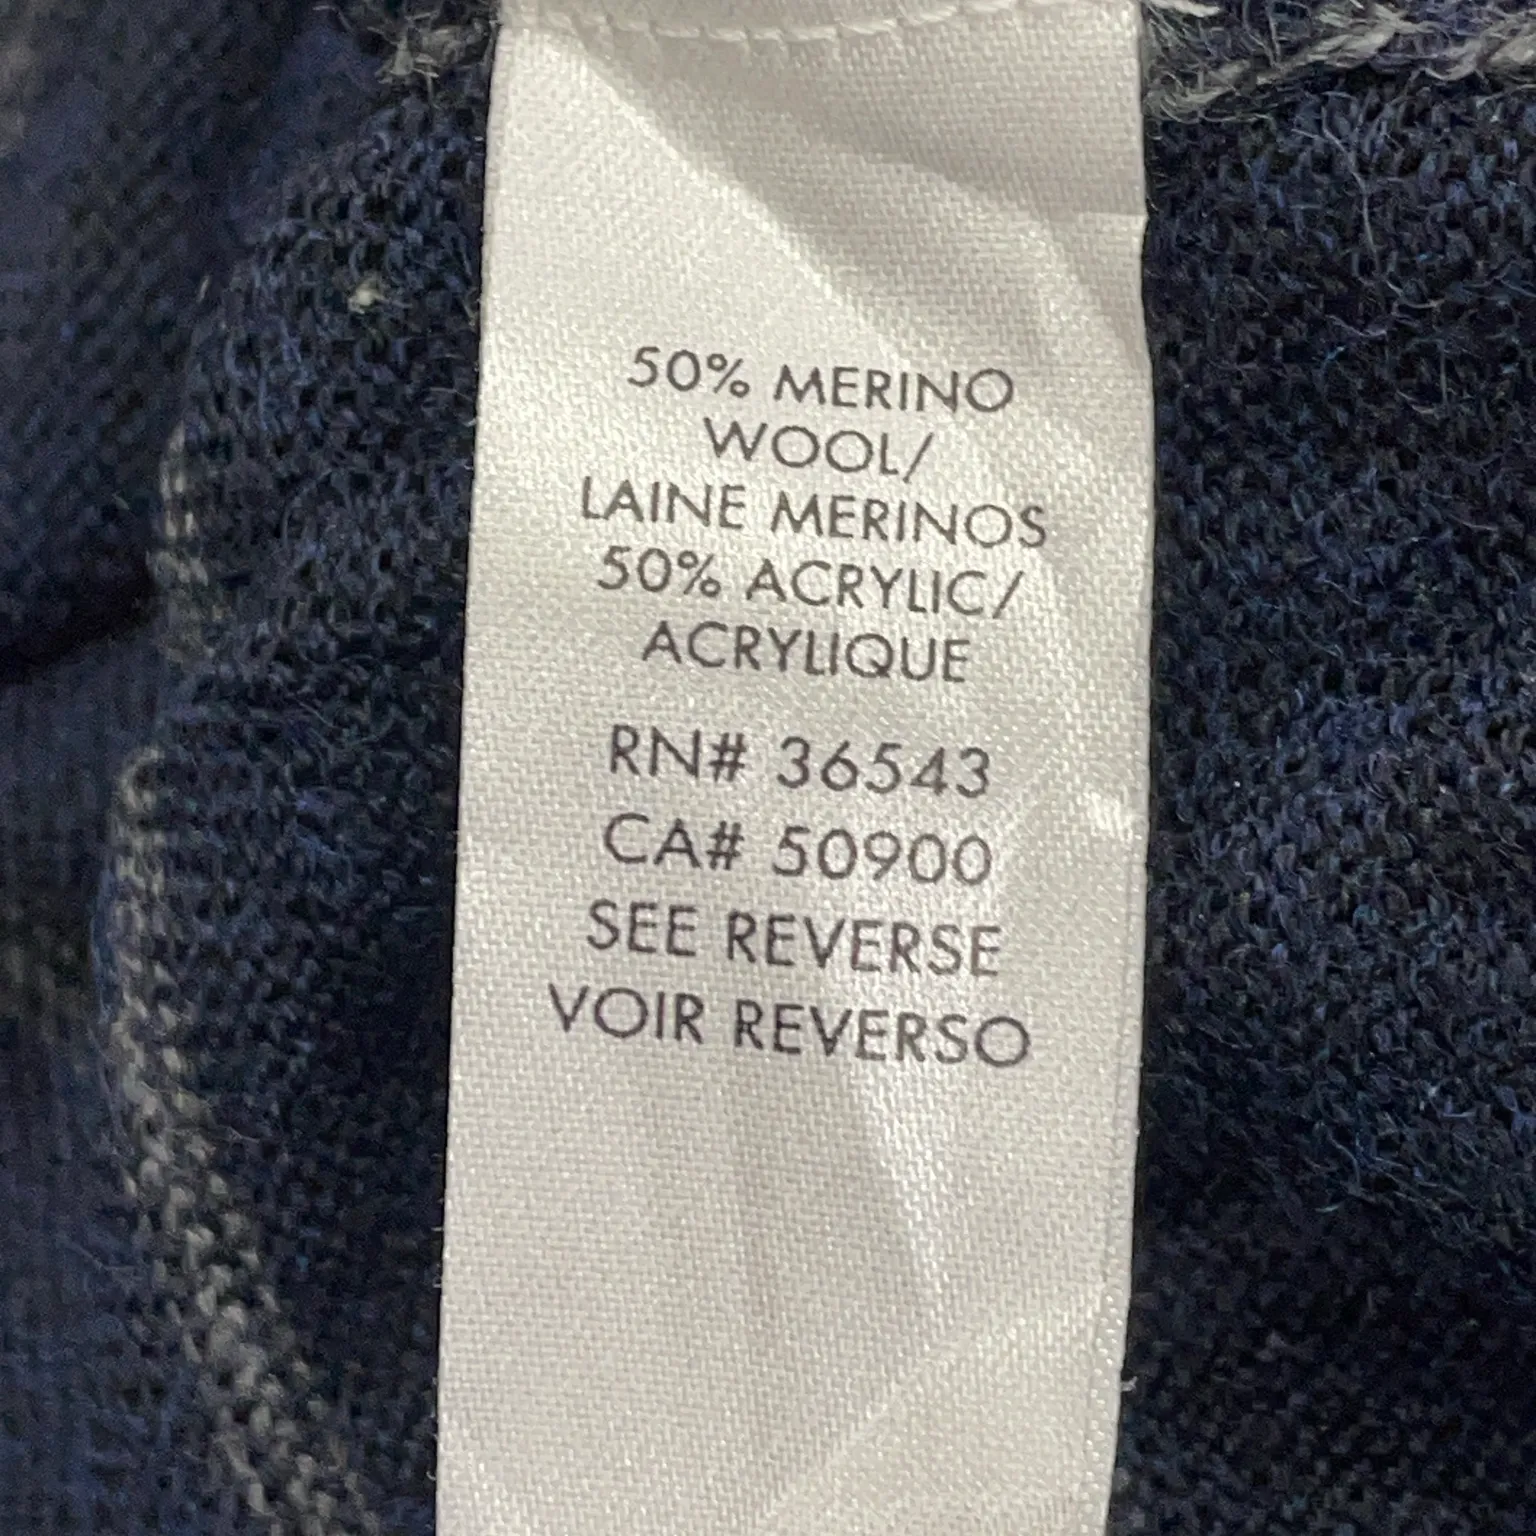 50% MERINO
WOOL/
LAINE MERINOS
50% ACRYLIC/
ACRYLIQUE
RN# 36543
CA# 50900
SEE REVERSE
VOIR REVERSO